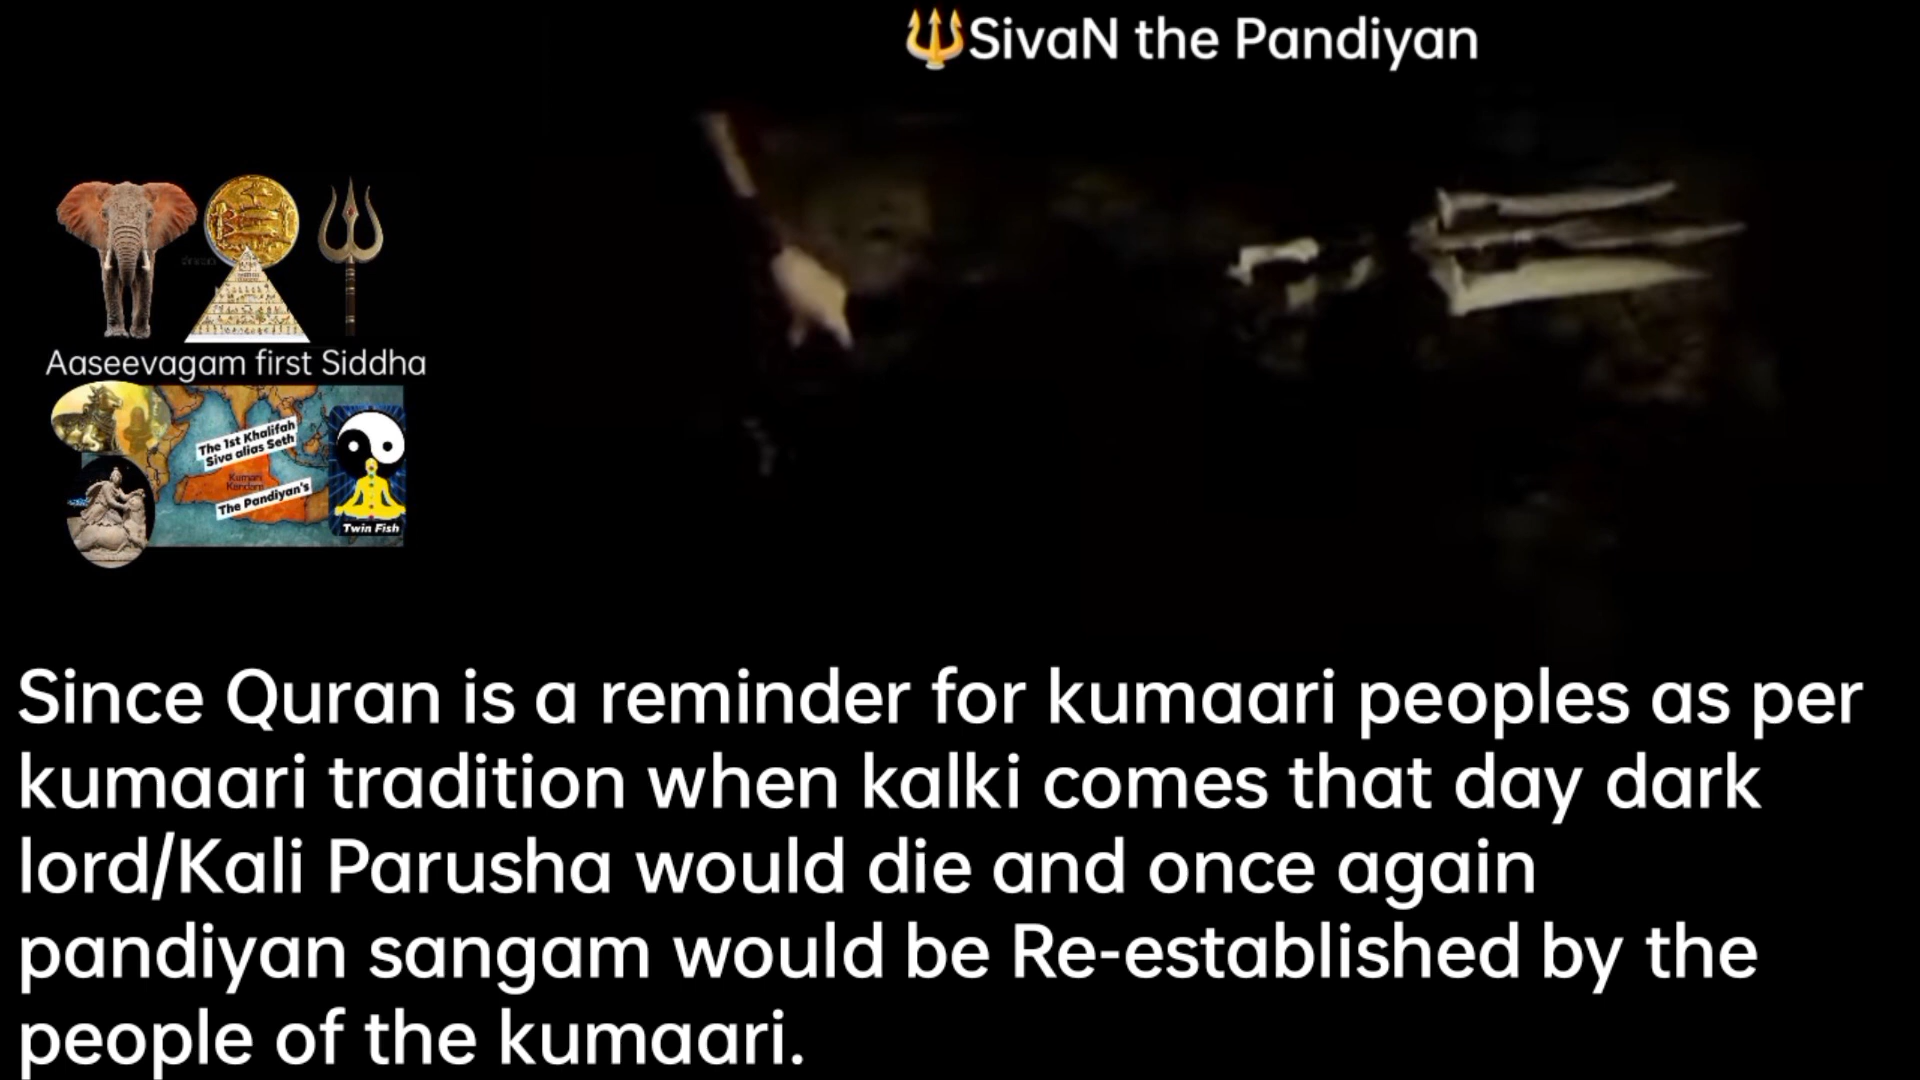 🔱SivaN the Pandiyan
Aaseevagam first Siddha
The 1st Khalifah
Siva alias Seth
Kumari
Kandam
The Pandiyan's
Twin Fish
Since Quran is a reminder for kumaari peoples as per
kumaari tradition when kalki comes that day dark
lord/Kali Parusha would die and once again
pandiyan sangam would be Re-established by the
people of the kumaari.